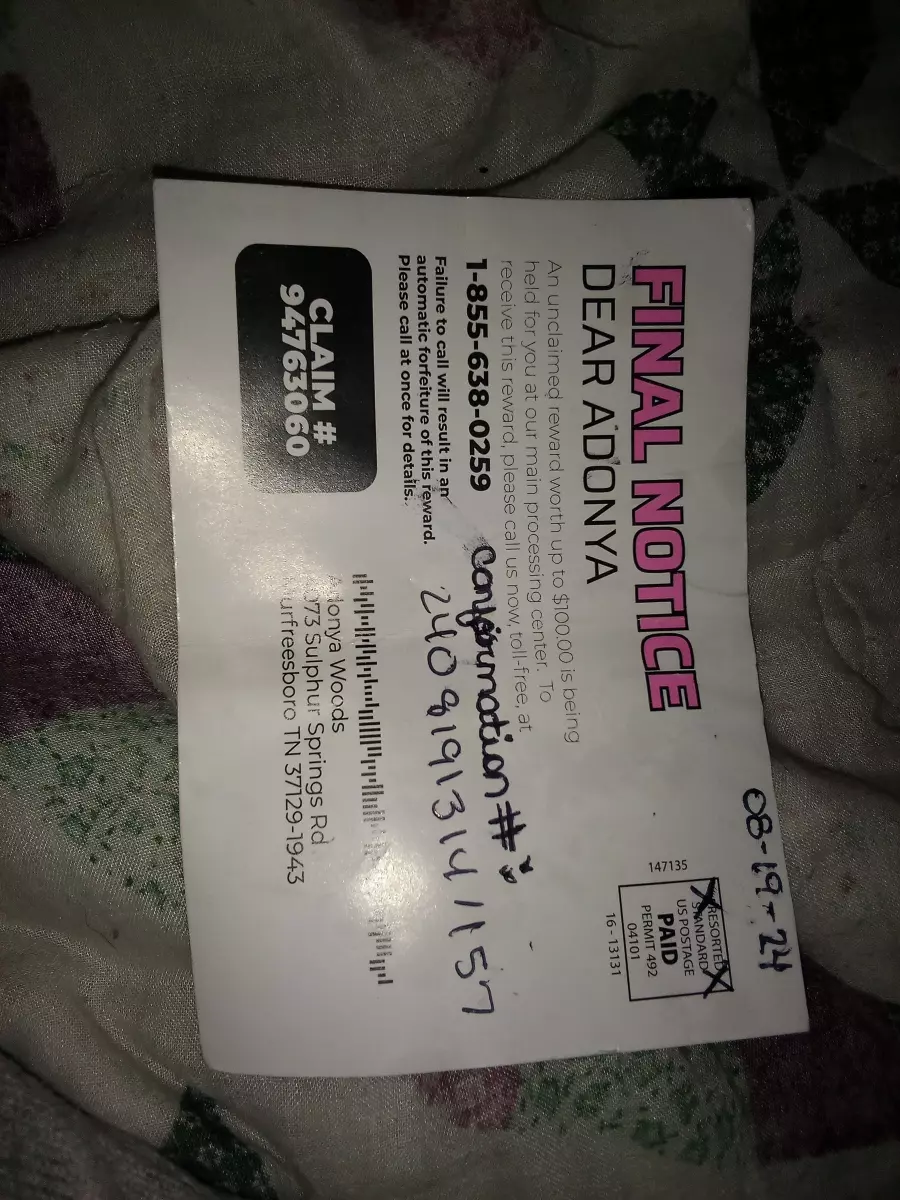 08-19-24
FINAL NOTICE
DEAR ADONYA
147135
PRESORTED
STANDARD
US POSTAGE
PAID
PERMIT 492
04101
16-13131
An unclaimed reward worth up to $100.00 is being
held for you at our main processing center. To
receive this reward, please call us now, toll-free, at
1-855-638-0259
Failure to call will result in an
automatic forfeiture of this reward.
Please call at once for details.
Confirmation #:
CLAIM #
94763060
Adonya Woods
Sulphur Springs Rd
Murfreesboro TN 37129-1943